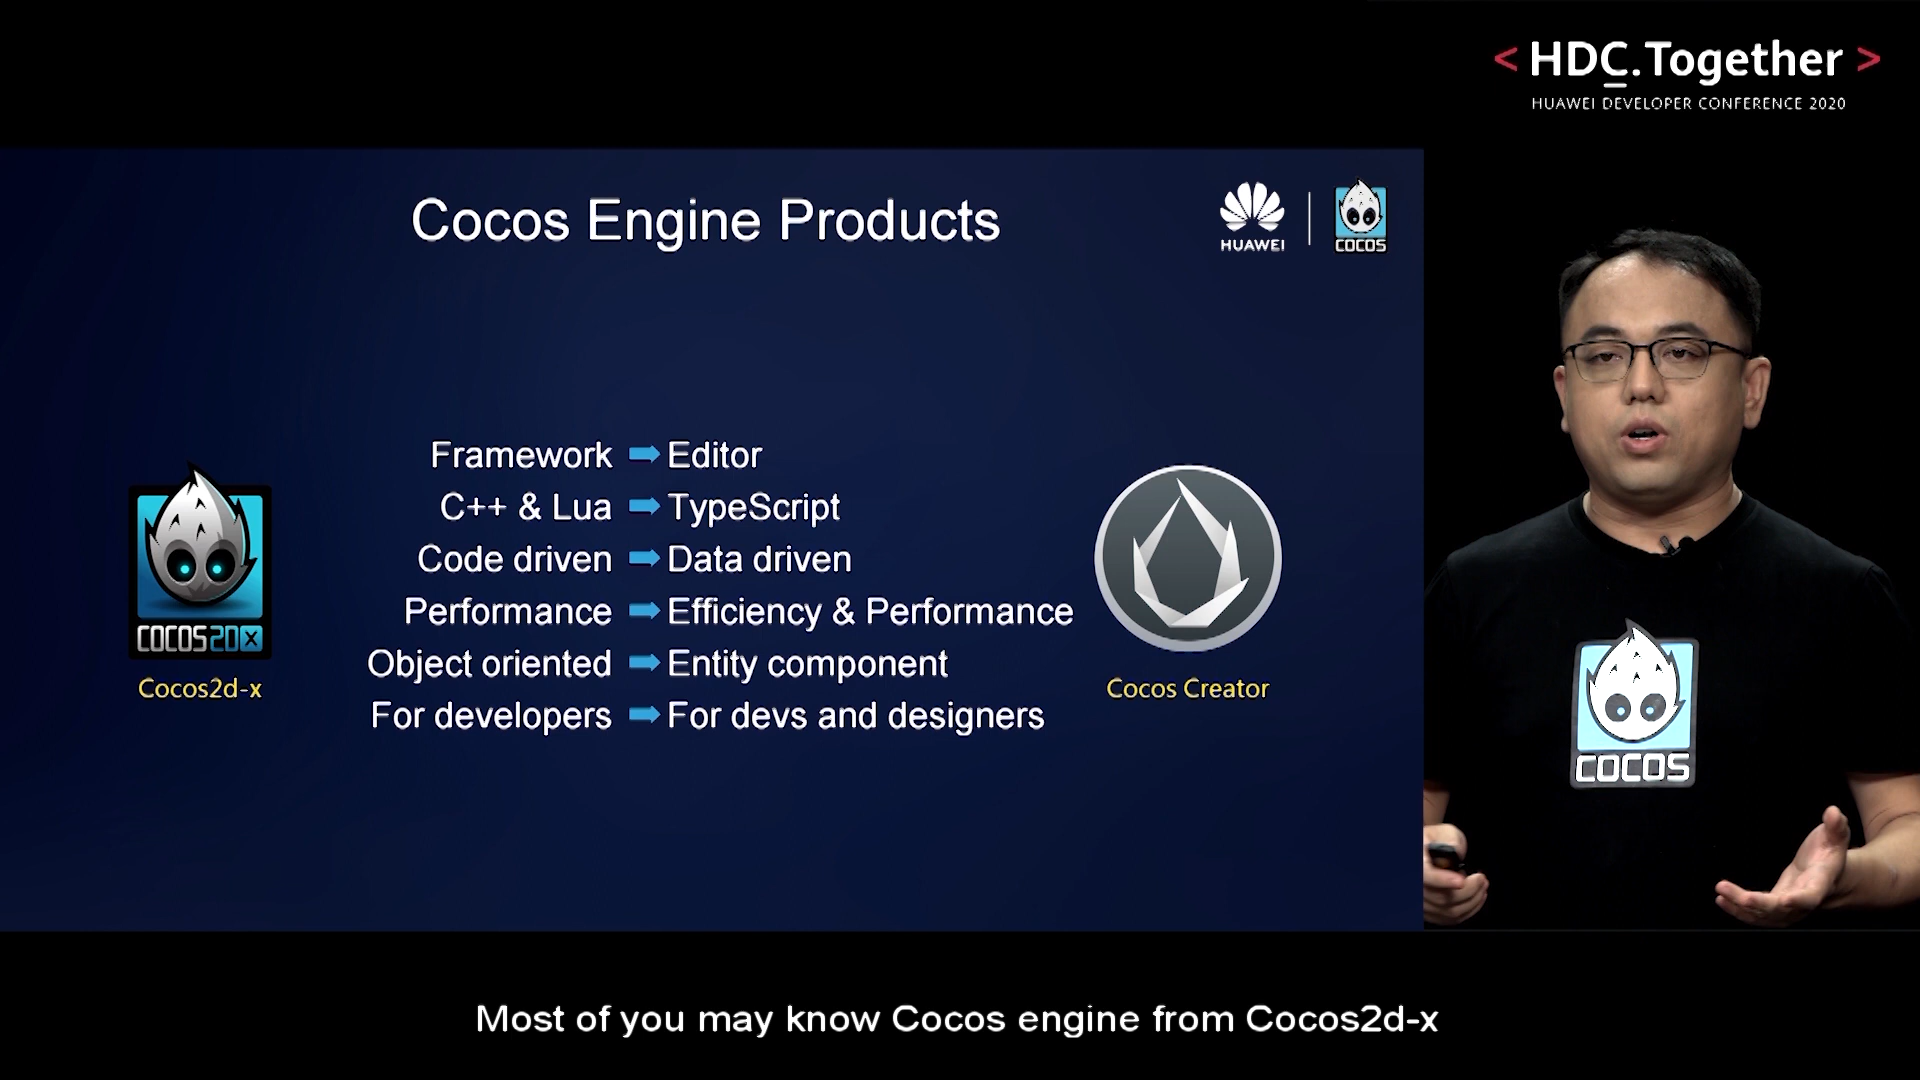 < HDC.Together >
HUAWEI DEVELOPER CONFERENCE 2020
Cocos Engine Products
HUAWEI
COCOS
Framework ➡ Editor
C++ & Lua ➡ TypeScript
Code driven ➡ Data driven
Performance ➡ Efficiency & Performance
Object oriented ➡ Entity component
For developers ➡ For devs and designers
COCOS2DX
Cocos2d-x
Cocos Creator
COCOS
Most of you may know Cocos engine from Cocos2d-x